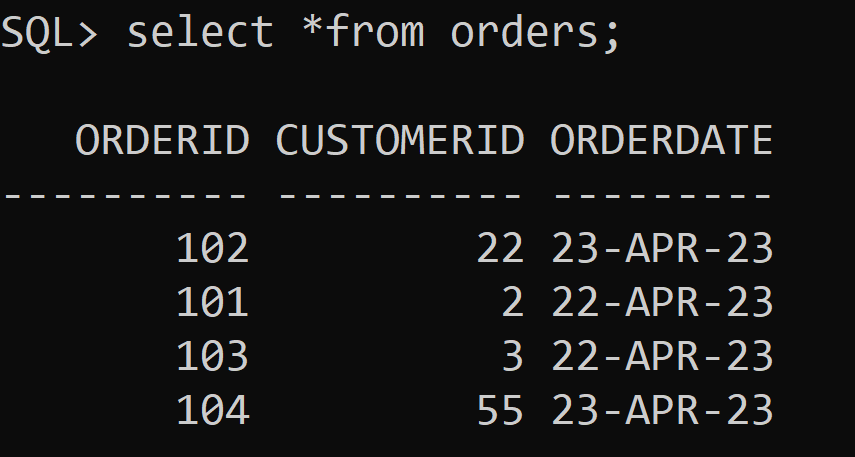 SQL> select *from orders;
ORDERID CUSTOMERID ORDERDATE
---------- ---------- ---------
102 22 23-APR-23
101 2 22-APR-23
103 3 22-APR-23
104 55 23-APR-23